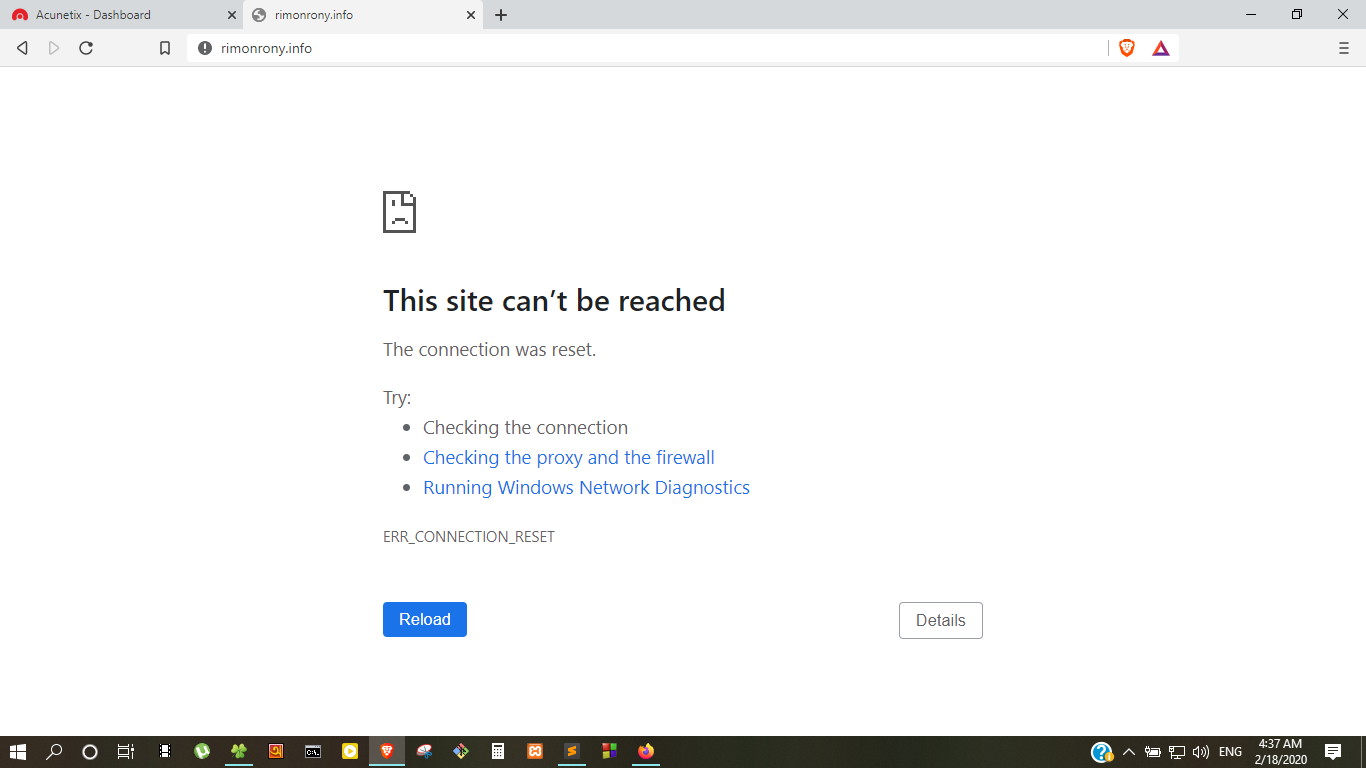 Acunetix - Dashboard
rimonrony.info
rimonrony.info
This site can’t be reached
The connection was reset.
Try:
Checking the connection
Checking the proxy and the firewall
Running Windows Network Diagnostics
ERR_CONNECTION_RESET
Reload
Details
ENG
4:37 AM
2/18/2020